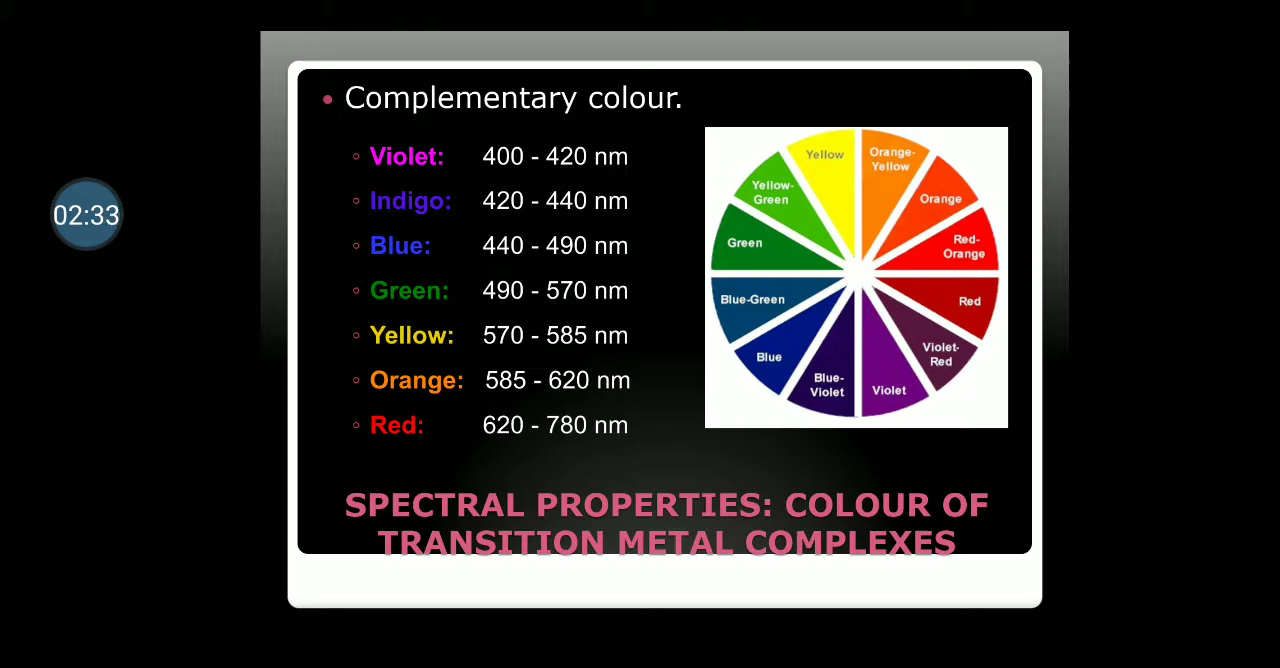 02:33
Complementary colour.
Violet: 400 - 420 nm
Indigo: 420 - 440 nm
Blue: 440 - 490 nm
Green: 490 - 570 nm
Yellow: 570 - 585 nm
Orange: 585 - 620 nm
Red: 620 - 780 nm
Yellow
Orange-
Yellow
Orange
Red-
Orange
Red
Violet-
Red
Violet
Blue-
Violet
Blue
Blue-Green
Green
Yellow-
Green
SPECTRAL PROPERTIES: COLOUR OF
TRANSITION METAL COMPLEXES